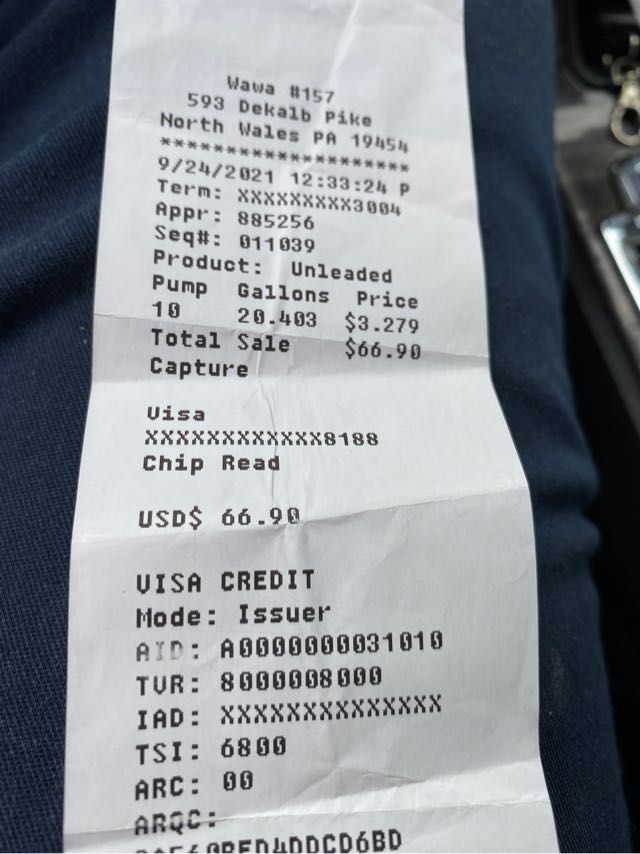 Wawa #157
593 Dekalb Pike
North Wales PA 19454
********************
9/24/2021 12:33:24 P
Term: XXXXXXXXX3004
Appr: 885256
Seq#: 011039
Product: Unleaded
Pump Gallons Price
10 20.403 $3.279
Total Sale $66.90
Capture
Visa
XXXXXXXXXXXX8188
Chip Read
USD$ 66.90
VISA CREDIT
Mode: Issuer
AID: A0000000031010
TVR: 8000008000
IAD: XXXXXXXXXXXXXX
TSI: 6800
ARC: 00
ARQC: